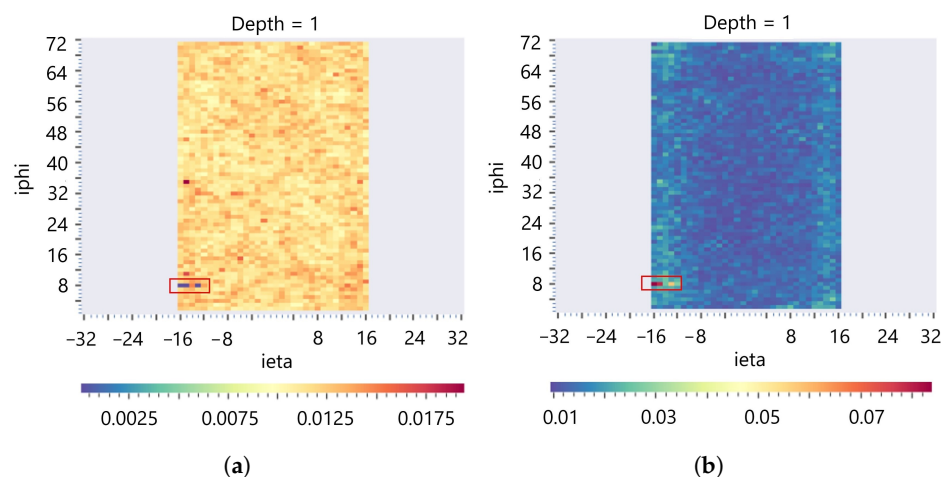 Depth = 1
72
64
56
48
40
32
24
16
8
iphi
−32 −24 −16 −8 8 16 24 32
ieta
0.0025 0.0075 0.0125 0.0175
(a)
Depth = 1
72
64
56
48
40
32
24
16
8
iphi
−32 −24 −16 −8 8 16 24 32
ieta
0.01 0.03 0.05 0.07
(b)